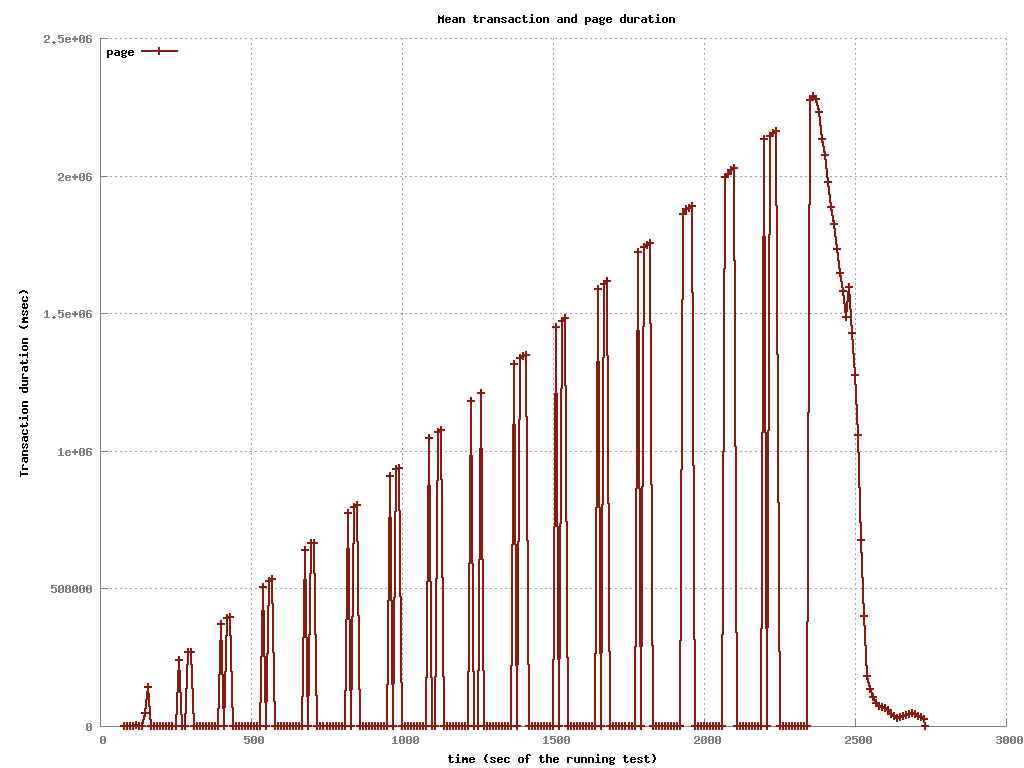 Mean transaction and page duration
2.5e+06
page
2e+06
1.5e+06
Transaction duration (msec)
1e+06
500000
0
0 500 1000 1500 2000 2500 3000
time (sec of the running test)